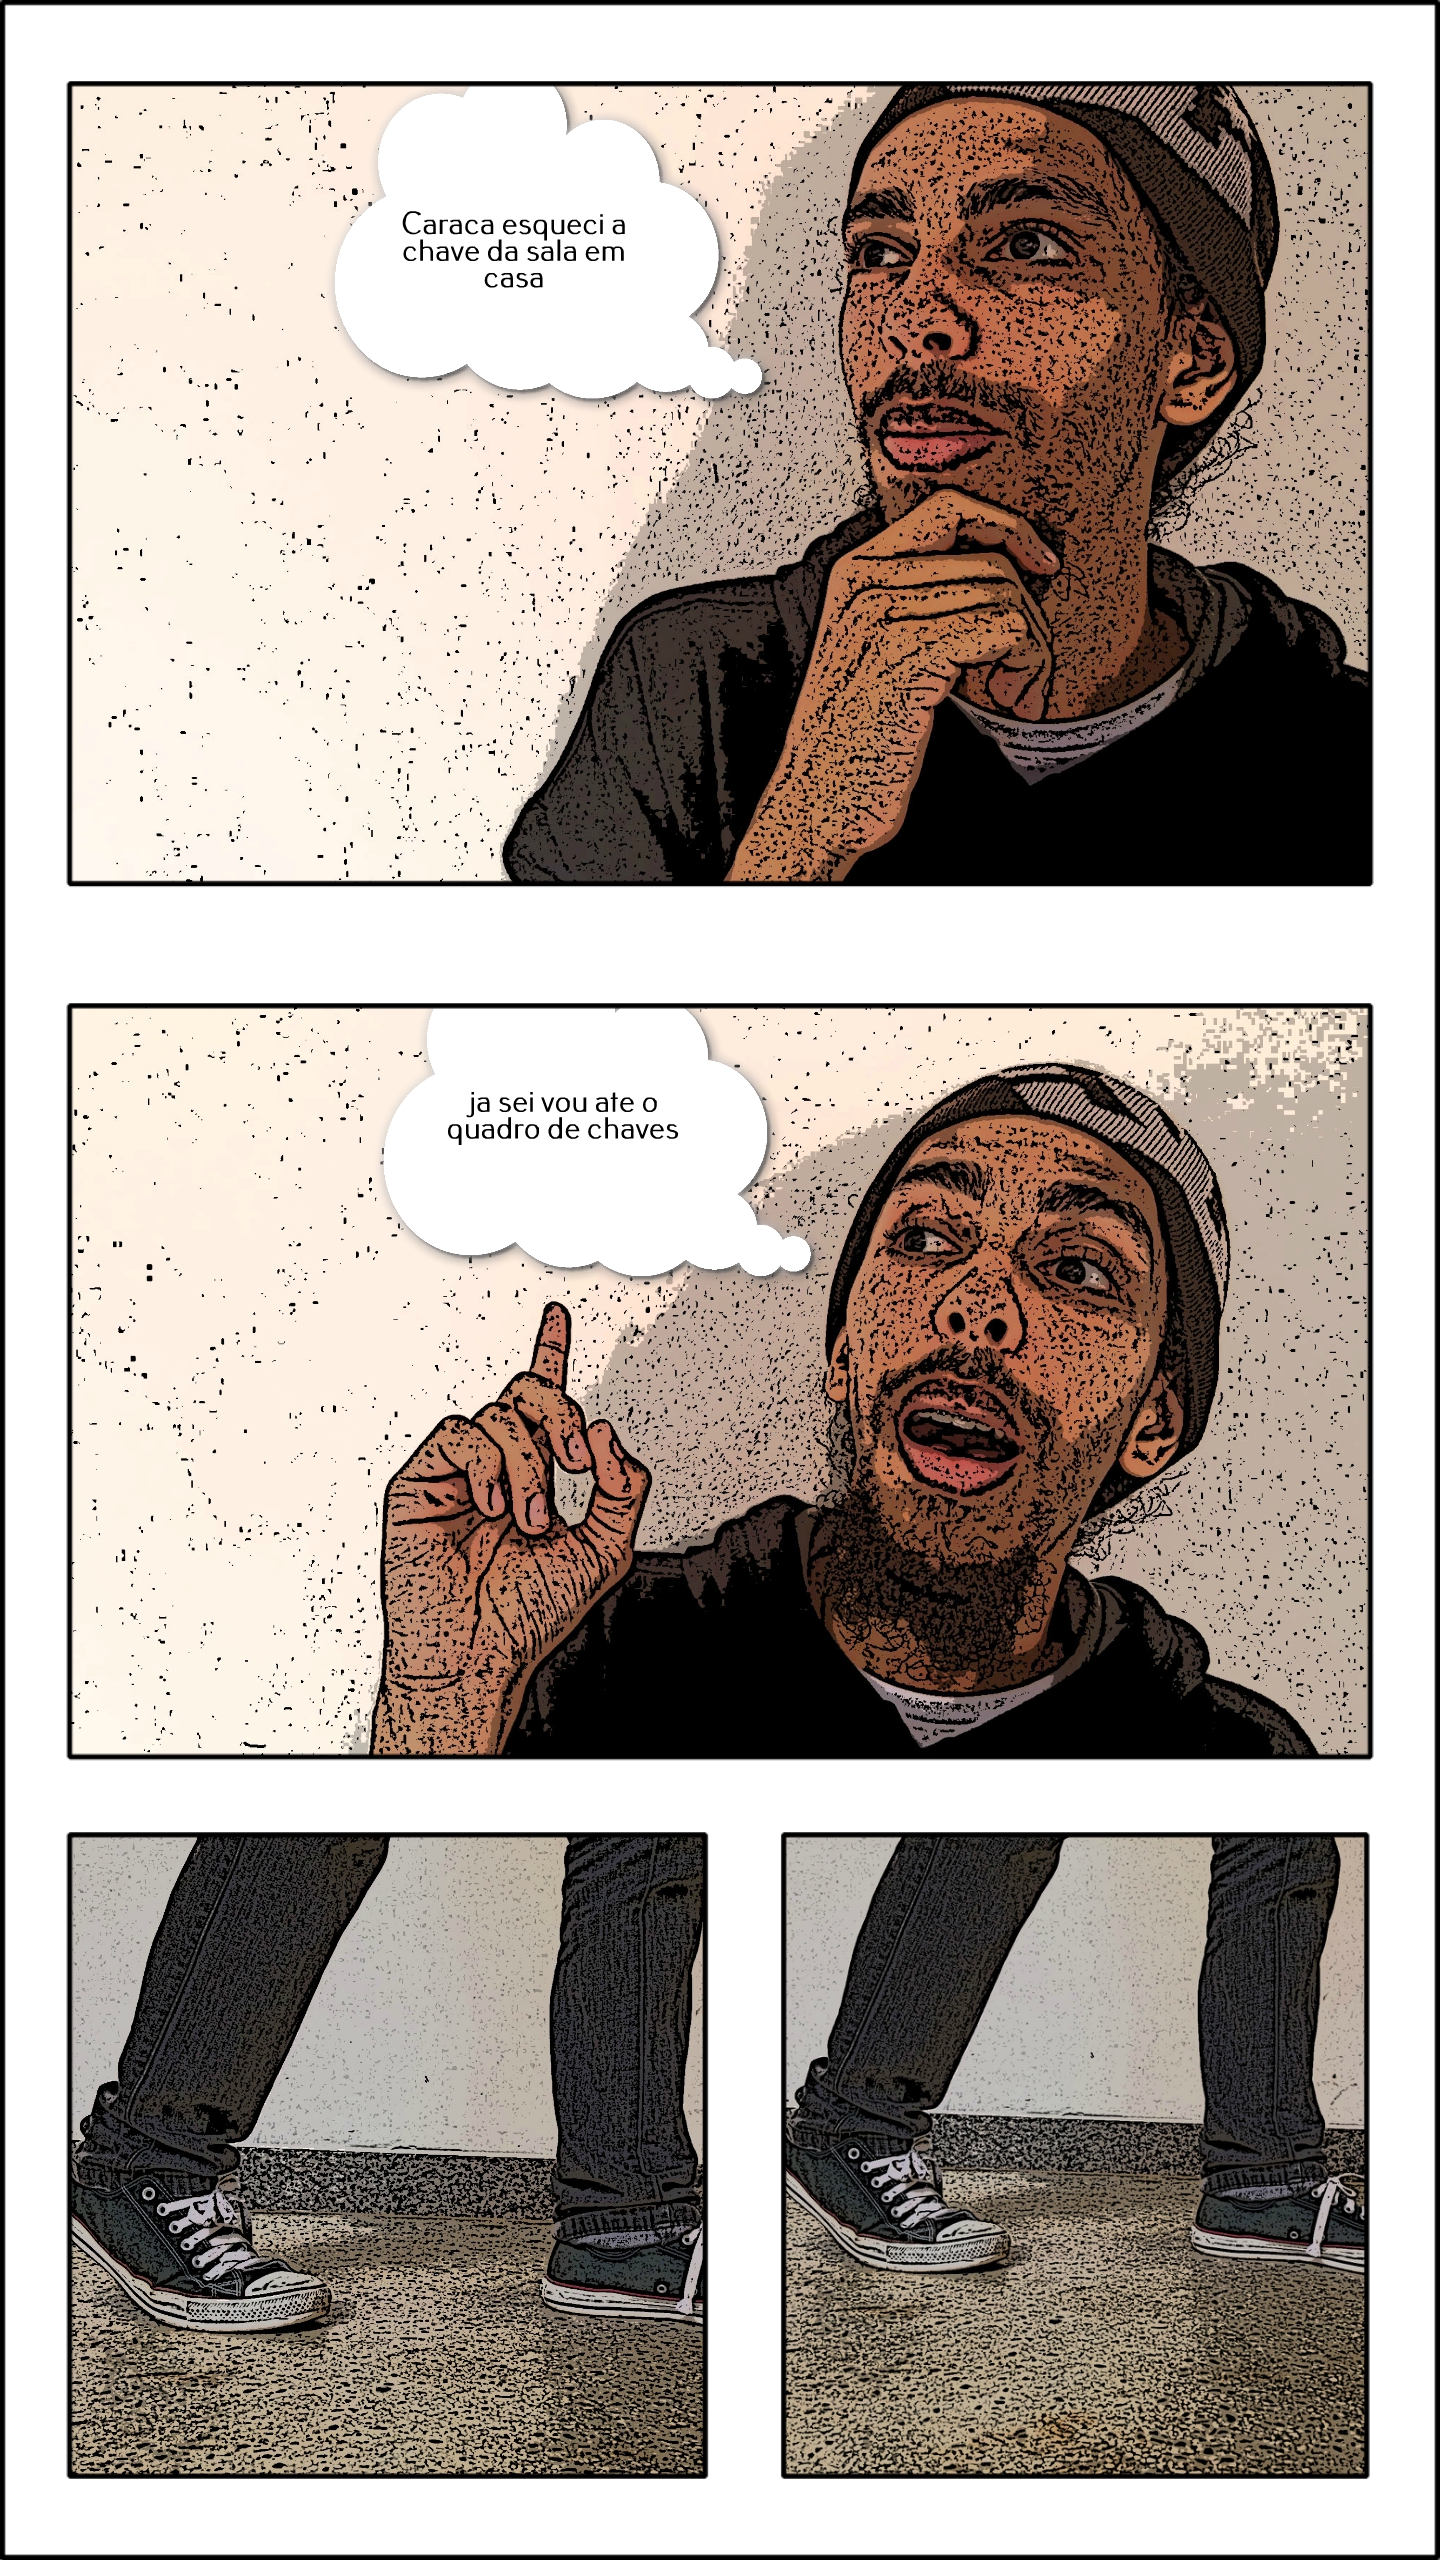 Caraca esqueci a
chave da sala em
casa
ja sei vou ate o
quadro de chaves